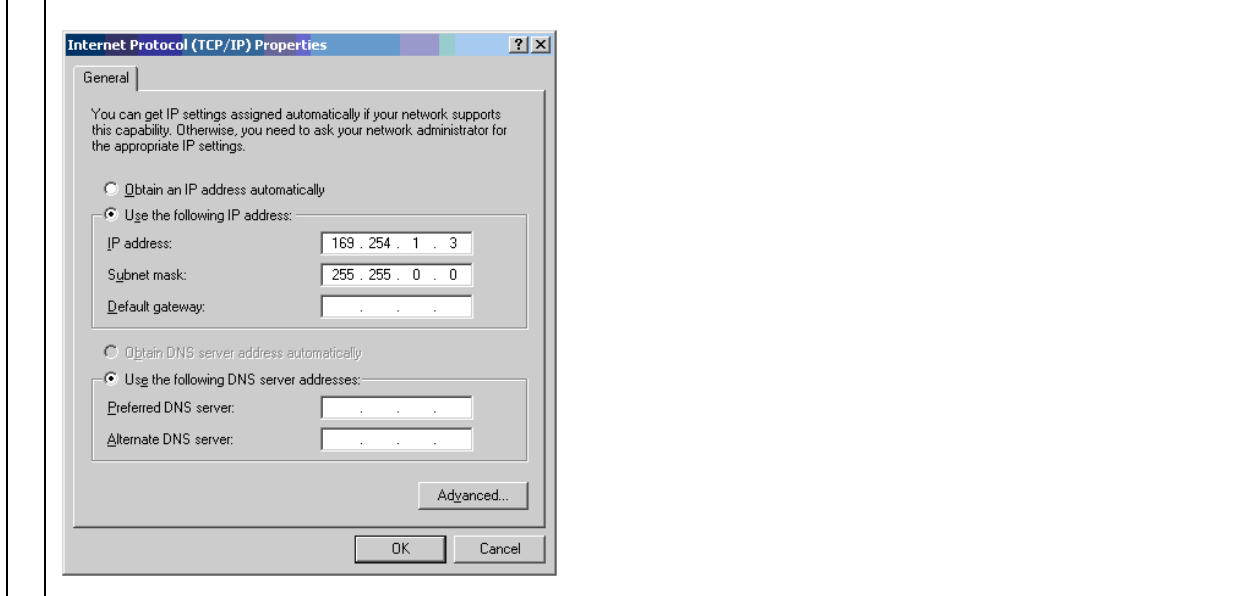 Internet Protocol (TCP/IP) Properties
General
You can get IP settings assigned automatically if your network supports
this capability. Otherwise, you need to ask your network administrator for
the appropriate IP settings.
Obtain an IP address automatically
Use the following IP address:
IP address: 169 . 254 . 1 . 3
Subnet mask: 255 . 255 . 0 . 0
Default gateway: . . .
Obtain DNS server address automatically
Use the following DNS server addresses:
Preferred DNS server: . . .
Alternate DNS server: . . .
Advanced...
OK Cancel